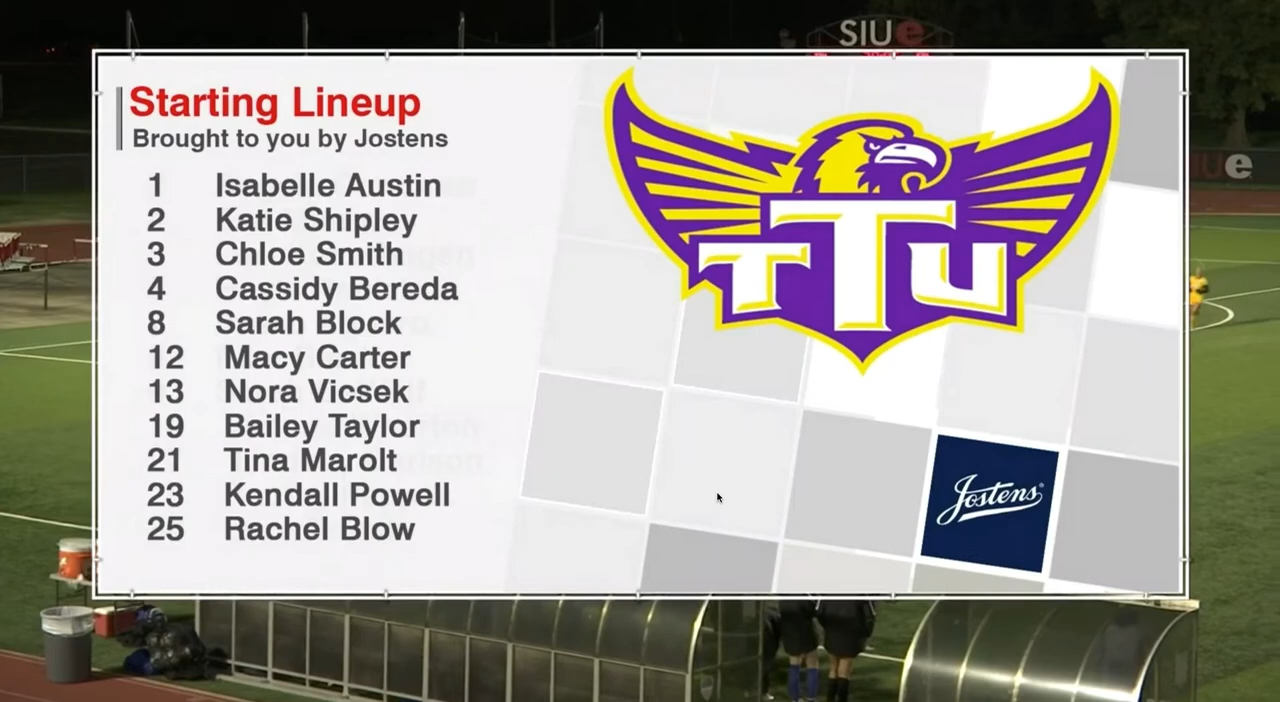 SIUe
Starting Lineup
Brought to you by Jostens
1 Isabelle Austin
2 Katie Shipley
3 Chloe Smith
4 Cassidy Bereda
8 Sarah Block
12 Macy Carter
13 Nora Vicsek
19 Bailey Taylor
21 Tina Marolt
23 Kendall Powell
25 Rachel Blow
TTU
Jostens
UE